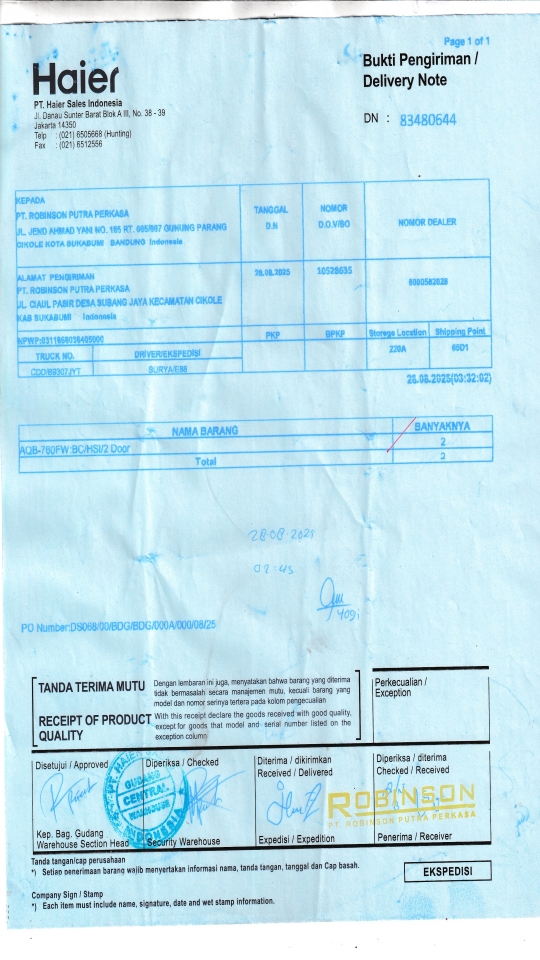 Page 1 of 1
Haier
Bukti Pengiriman /
Delivery Note
PT. Haier Sales Indonesia
Jl. Danau Sunter Barat Blok A III, No. 38 - 39
Jakarta 14350
Telp : (021) 6505668 (Hunting)
Fax : (021) 6512556
DN : 83480644
KEPADA
PT. ROBINSON PUTRA PERKASA
JL. JEND AHMAD YANI NO. 185 RT. 005/007 GUNUNG PARANG
CIKOLE KOTA SUKABUMI BANDUNG Indonesia
TANGGAL
D.N
NOMOR
D.O.V/SO
NOMOR DEALER
ALAMAT PENGIRIMAN
PT. ROBINSON PUTRA PERKASA
JL. CIAUL PASIR DESA SUBANG JAYA KECAMATAN CIKOLE
KAB SUKABUMI Indonesia
28.08.2025
10528635
PKP
BPKP
Storege Location
Shipping Point
TRUCK NO.
DRIVER/EKSPEDISI
220A
SURYA/E88
28.08.2025(03:32:02)
NAMA BARANG
BANYAKNYA
AQB-760FW:BC/HSI/2 Door
2
Total
2
28.08.2025
Yogi
PO Number:DS068/00/BDG/BDG/000A/000/08/25
TANDA TERIMA MUTU
Dengan lembaran ini juga, menyatakan bahwa barang yang diterima
tidak bermasalah secara manajemen mutu, kecuali barang yang
model dan nomor serinya tertera pada kolom pengecualian
RECEIPT OF PRODUCT
QUALITY
With this receipt declare the goods received with good quality,
except for goods that model and serial number listed on the
exception column
Perkecualian /
Exception
Disetujui / Approved
Diperiksa / Checked
Diterima / dikirimkan
Received / Delivered
Diperiksa / diterima
Checked / Received
GUDANG
CENTRAL
ROBINSON
PT. ROBINSON PUTRA PERKASA
Kep. Bag. Gudang
Warehouse Section Head
Security Warehouse
Expedisi / Expedition
Penerima / Receiver
Tanda tangan/cap perusahaan
*) Setiap penerimaan barang wajib menyertakan informasi nama, tanda tangan, tanggal dan Cap basah.
EKSPEDISI
Company Sign / Stamp
*) Each item must include name, signature, date and wet stamp information.